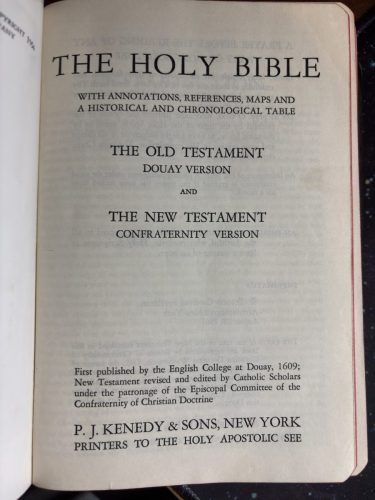 THE HOLY BIBLE
WITH ANNOTATIONS, REFERENCES, MAPS AND
A HISTORICAL AND CHRONOLOGICAL TABLE
THE OLD TESTAMENT
DOUAY VERSION
AND
THE NEW TESTAMENT
CONFRATERNITY VERSION
First published by the English College at Douay, 1609;
New Testament revised and edited by Catholic Scholars
under the patronage of the Episcopal Committee of the
Confraternity of Christian Doctrine
P. J. KENEDY & SONS, NEW YORK
PRINTERS TO THE HOLY APOSTOLIC SEE